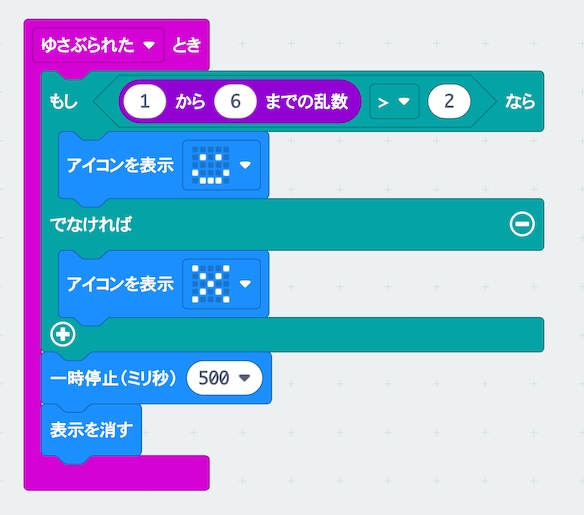 ゆさぶられた とき
もし 1 から 6 までの乱数 > 2 なら
アイコンを表示
でなければ
アイコンを表示
一時停止(ミリ秒) 500
表示を消す